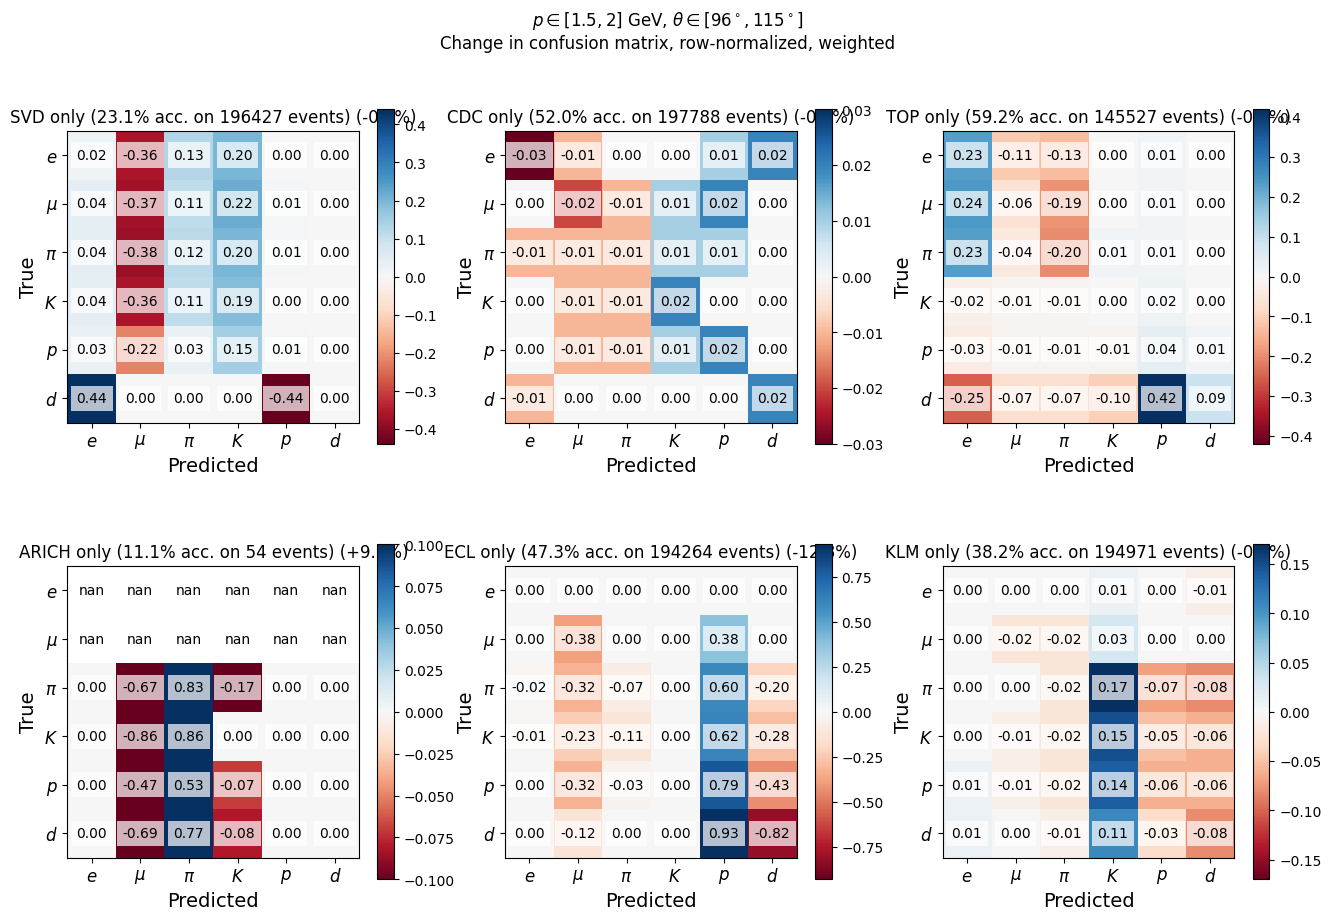 p ∈ [1.5, 2] GeV, θ ∈ [96°, 115°]
Change in confusion matrix, row-normalized, weighted
SVD only (23.1% acc. on 196427 events)
e 0.02 -0.36 0.13 0.20 0.00 0.00
μ 0.04 -0.37 0.11 0.22 0.01 0.00
π 0.04 -0.38 0.12 0.20 0.01 0.00
K 0.04 -0.36 0.11 0.19 0.00 0.00
p 0.03 -0.22 0.03 0.15 0.01 0.00
d 0.44 0.00 0.00 0.00 -0.44 0.00
e μ π K p d
Predicted
True
0.4
0.3
0.2
0.1
0.0
−0.1
−0.2
−0.3
−0.4
CDC only (52.0% acc. on 197788 events)
e -0.03 -0.01 0.00 0.00 0.01 0.02
μ 0.00 -0.02 -0.01 0.01 0.02 0.00
π -0.01 -0.01 -0.01 0.01 0.01 0.00
K 0.00 -0.01 -0.01 0.02 0.00 0.00
p 0.00 -0.01 -0.01 0.01 0.02 0.00
d -0.01 0.00 0.00 0.00 0.00 0.02
e μ π K p d
Predicted
True
0.03
0.02
0.01
0.00
−0.01
−0.02
−0.03
TOP only (59.2% acc. on 145527 events)
e 0.23 -0.11 -0.13 0.00 0.01 0.00
μ 0.24 -0.06 -0.19 0.00 0.01 0.00
π 0.23 -0.04 -0.20 0.01 0.01 0.00
K -0.02 -0.01 -0.01 0.00 0.02 0.00
p -0.03 -0.01 -0.01 -0.01 0.04 0.01
d -0.25 -0.07 -0.07 -0.10 0.42 0.09
e μ π K p d
Predicted
True
0.4
0.3
0.2
0.1
0.0
−0.1
−0.2
−0.3
−0.4
ARICH only (11.1% acc. on 54 events)
e nan nan nan nan nan nan
μ nan nan nan nan nan nan
π 0.00 -0.67 0.83 -0.17 0.00 0.00
K 0.00 -0.86 0.86 0.00 0.00 0.00
p 0.00 -0.47 0.53 -0.07 0.00 0.00
d 0.00 -0.69 0.77 -0.08 0.00 0.00
e μ π K p d
Predicted
True
0.100
0.075
0.050
0.025
0.000
−0.025
−0.050
−0.075
−0.100
ECL only (47.3% acc. on 194264 events)
e 0.00 0.00 0.00 0.00 0.00 0.00
μ 0.00 -0.38 0.00 0.00 0.38 0.00
π -0.02 -0.32 -0.07 0.00 0.60 -0.20
K -0.01 -0.23 -0.11 0.00 0.62 -0.28
p 0.00 -0.32 -0.03 0.00 0.79 -0.43
d 0.00 -0.12 0.00 0.00 0.93 -0.82
e μ π K p d
Predicted
True
0.75
0.50
0.25
0.00
−0.25
−0.50
−0.75
KLM only (38.2% acc. on 194971 events)
e 0.00 0.00 0.00 0.01 0.00 -0.01
μ 0.00 -0.02 -0.02 0.03 0.00 0.00
π 0.00 0.00 -0.02 0.17 -0.07 -0.08
K 0.00 -0.01 -0.02 0.15 -0.05 -0.06
p 0.01 -0.01 -0.02 0.14 -0.06 -0.06
d 0.01 0.00 -0.01 0.11 -0.03 -0.08
e μ π K p d
Predicted
True
0.15
0.10
0.05
0.00
−0.05
−0.10
−0.15